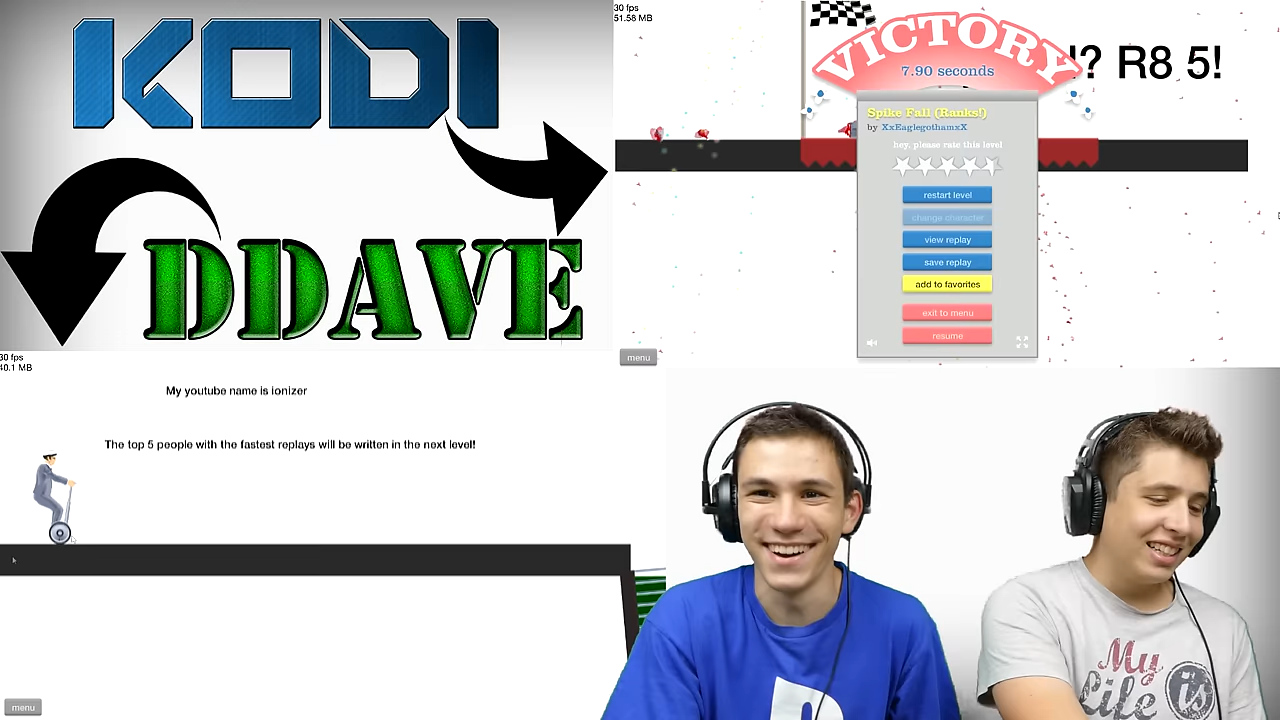 KODI
DDAVE
30 fps
51.58 MB
VICTORY
7.90 seconds
!? R8 5!
Spike Fall (Ranks!)
by XxEaglegothamxX
hey, please rate this level
restart level
change character
view replay
save replay
add to favorites
exit to menu
resume
menu
30 fps
40.1 MB
My youtube name is ionizer
The top 5 people with the fastest replays will be written in the next level!
menu
My
life is